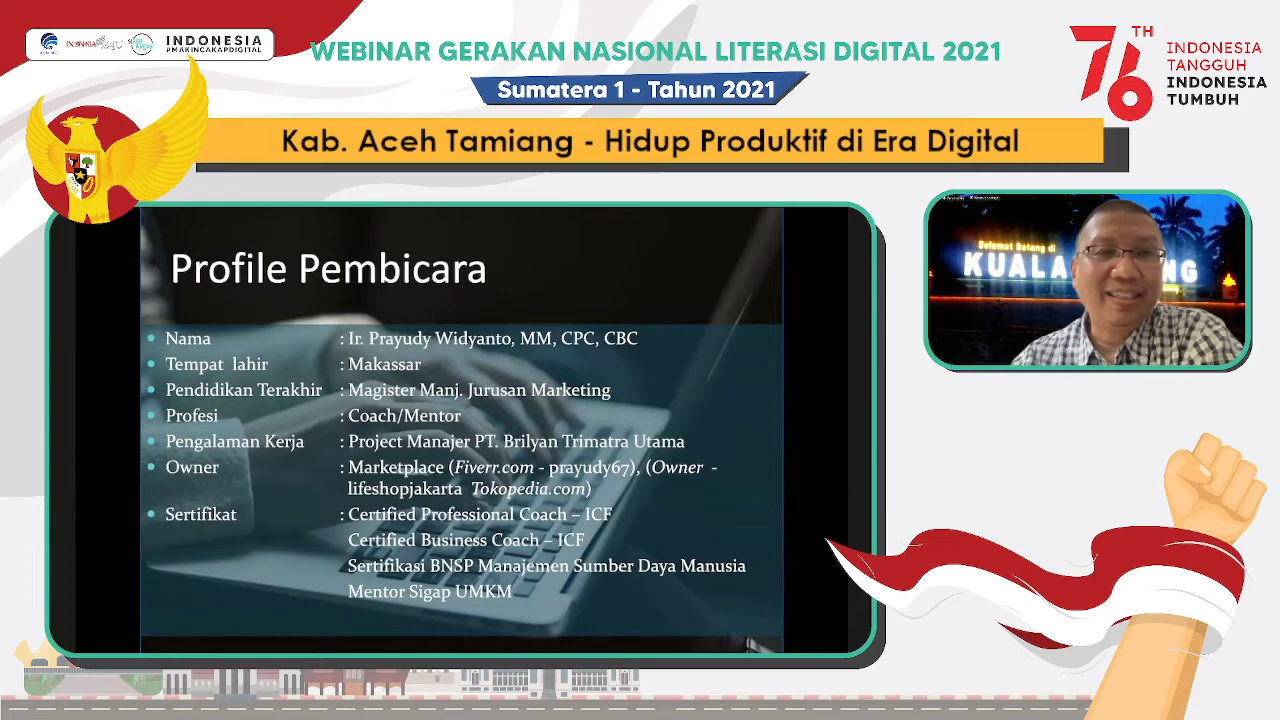 INDONESIA
#MAKINCAKAPDIGITAL
WEBINAR GERAKAN NASIONAL LITERASI DIGITAL 2021
Sumatera 1 - Tahun 2021
76 TH
INDONESIA
TANGGUH
INDONESIA
TUMBUH
Kab. Aceh Tamiang - Hidup Produktif di Era Digital
Profile Pembicara
Nama : Ir. Prayudy Widyanto, MM, CPC, CBC
Tempat lahir : Makassar
Pendidikan Terakhir : Magister Manj. Jurusan Marketing
Profesi : Coach/Mentor
Pengalaman Kerja : Project Manajer PT. Brilyan Trimatra Utama
Owner : Marketplace (Fiverr.com - prayudy67), (Owner -
lifeshopjakarta Tokopedia.com)
Sertifikat : Certified Professional Coach – ICF
Certified Business Coach – ICF
Sertifikasi BNSP Manajemen Sumber Daya Manusia
Mentor Sigap UMKM
Selamat Datang di
KUALA
NG